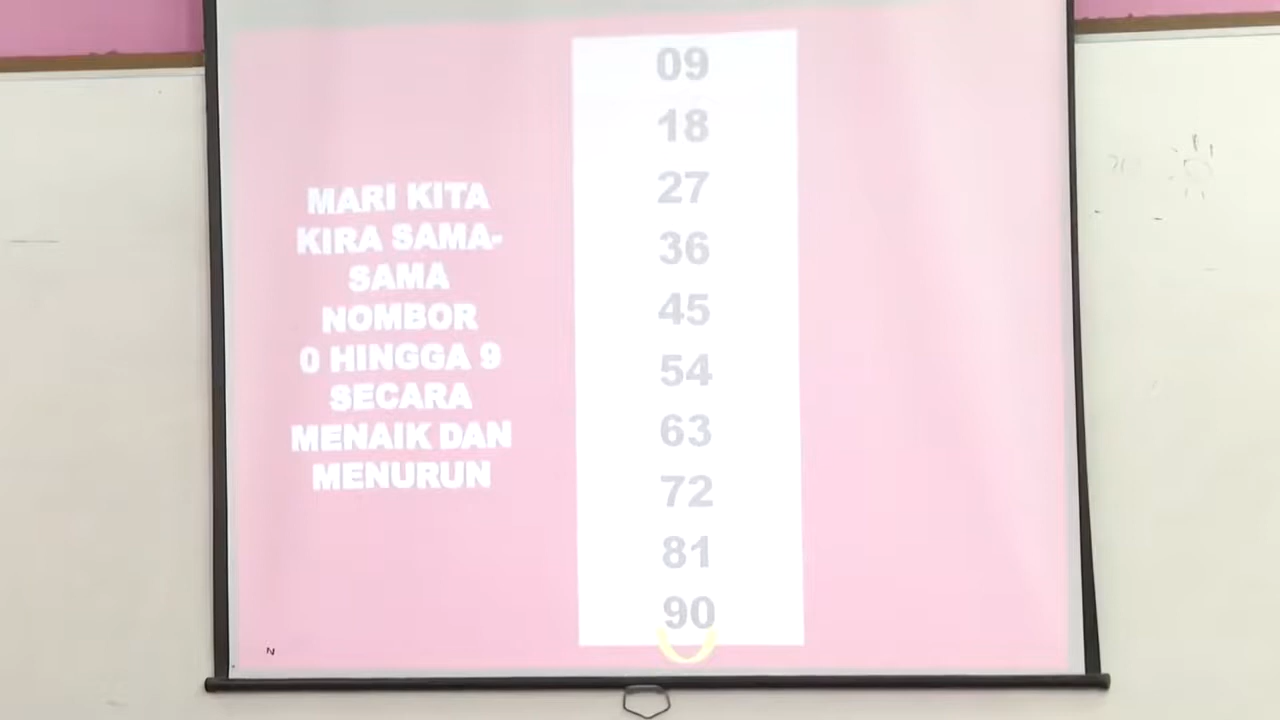 MARI KITA
KIRA SAMA-
SAMA
NOMBOR
0 HINGGA 9
SECARA
MENAIK DAN
MENURUN
09
18
27
36
45
54
63
72
81
90
N